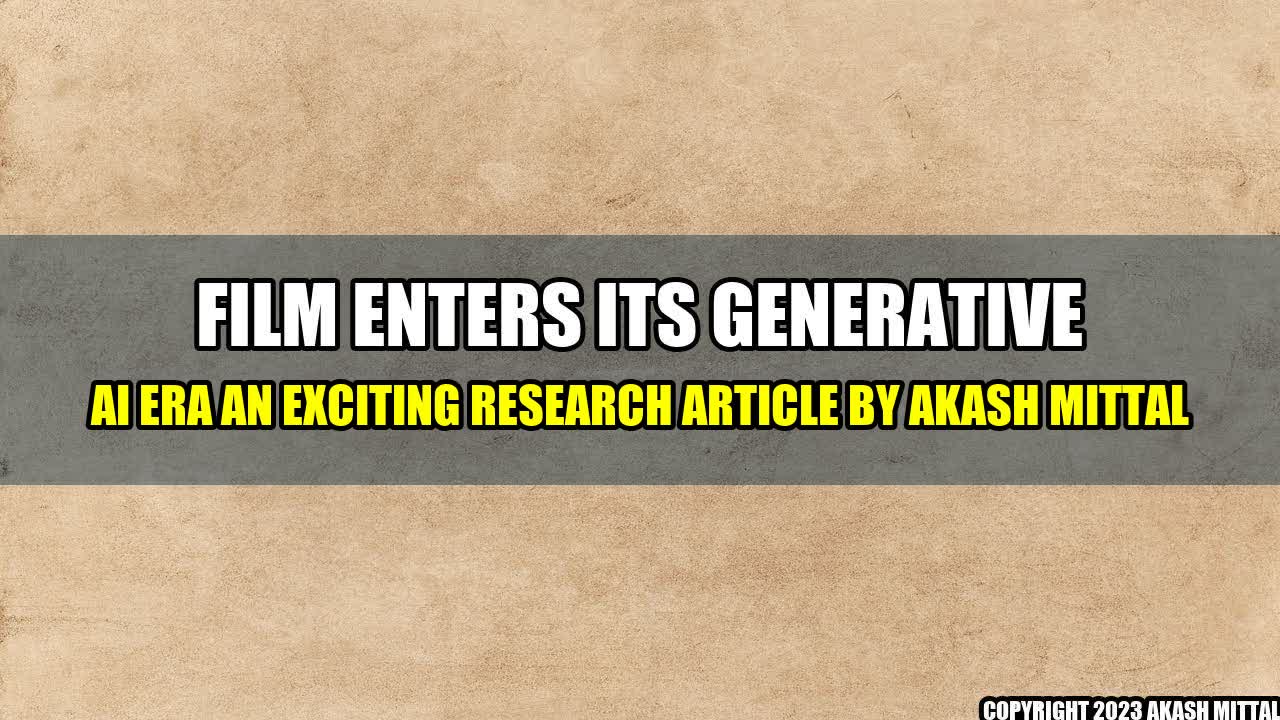 FILM ENTERS ITS GENERATIVE
AI ERA AN EXCITING RESEARCH ARTICLE BY AKASH MITTAL
COPYRIGHT 2023 AKASH MITTAL